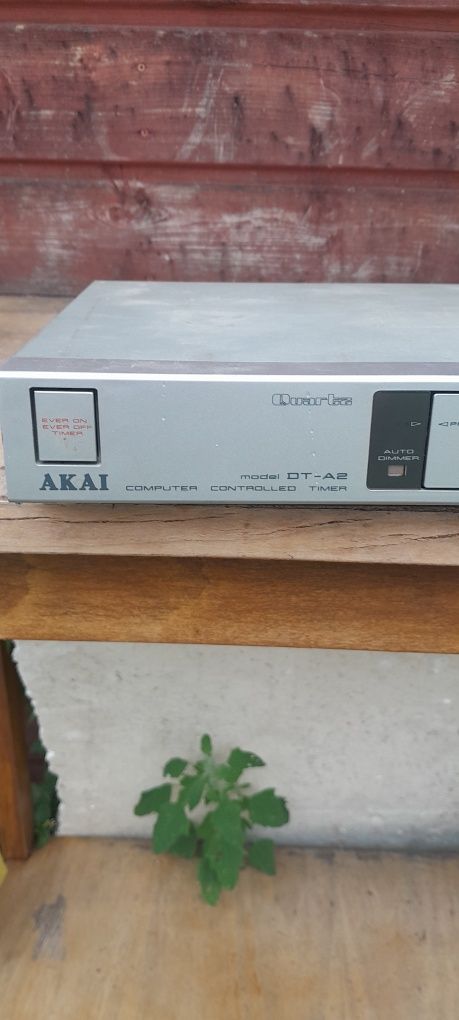 Quartz
EVER ON
EVER OFF
TIMER
AUTO
DIMMER
model DT-A2
AKAI COMPUTER CONTROLLED TIMER